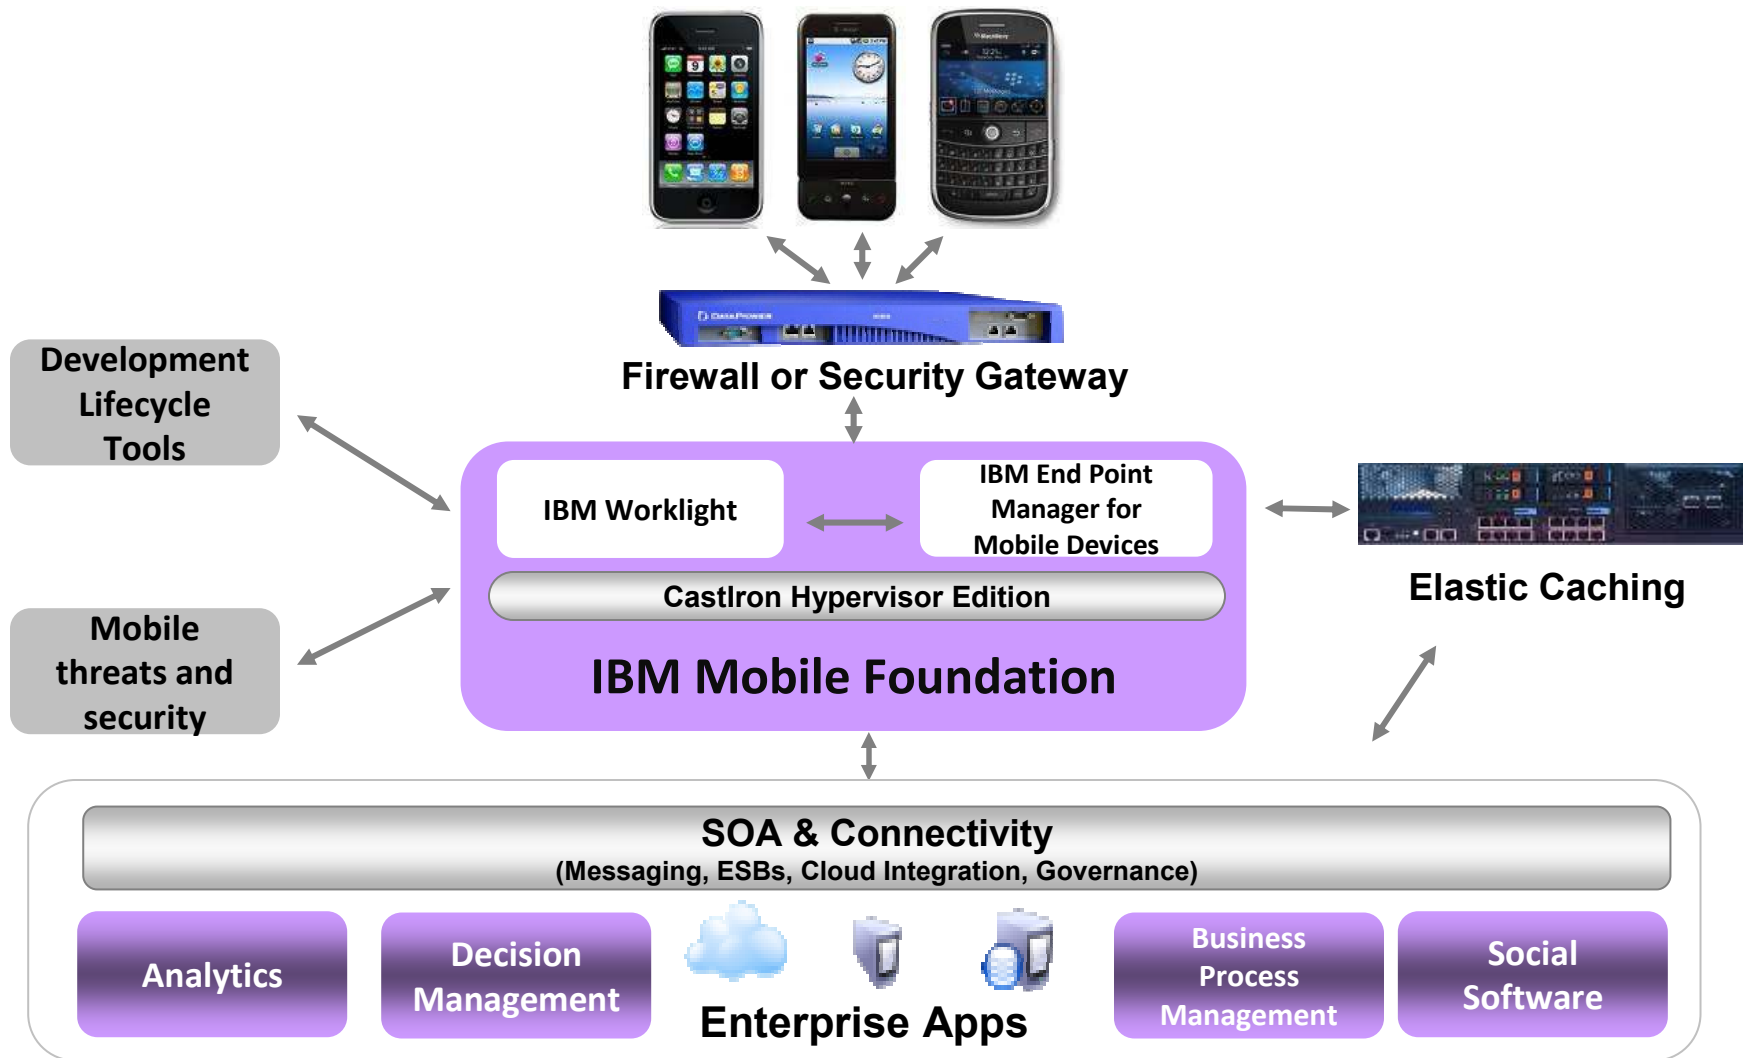 BlackBerry
DATAPOWER
Firewall or Security Gateway
Development
Lifecycle
Tools
IBM Worklight
IBM End Point
Manager for
Mobile Devices
CastIron Hypervisor Edition
IBM Mobile Foundation
Elastic Caching
Mobile
threats and
security
SOA & Connectivity
(Messaging, ESBs, Cloud Integration, Governance)
Analytics
Decision
Management
Enterprise Apps
Business
Process
Management
Social
Software